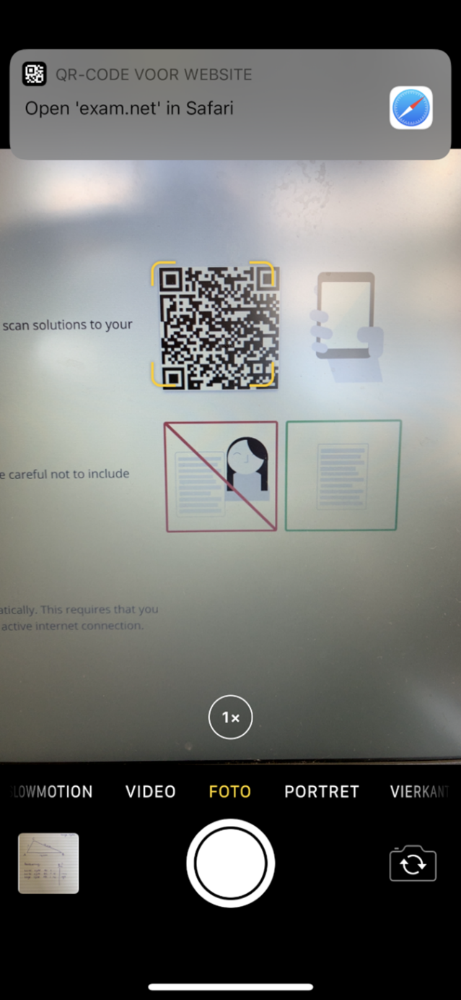 QR-CODE VOOR WEBSITE
Open 'exam.net' in Safari
scan solutions to your
e careful not to include
atically. This requires that you
active internet connection.
1×
SLOWMOTION VIDEO FOTO PORTRET VIERKANT